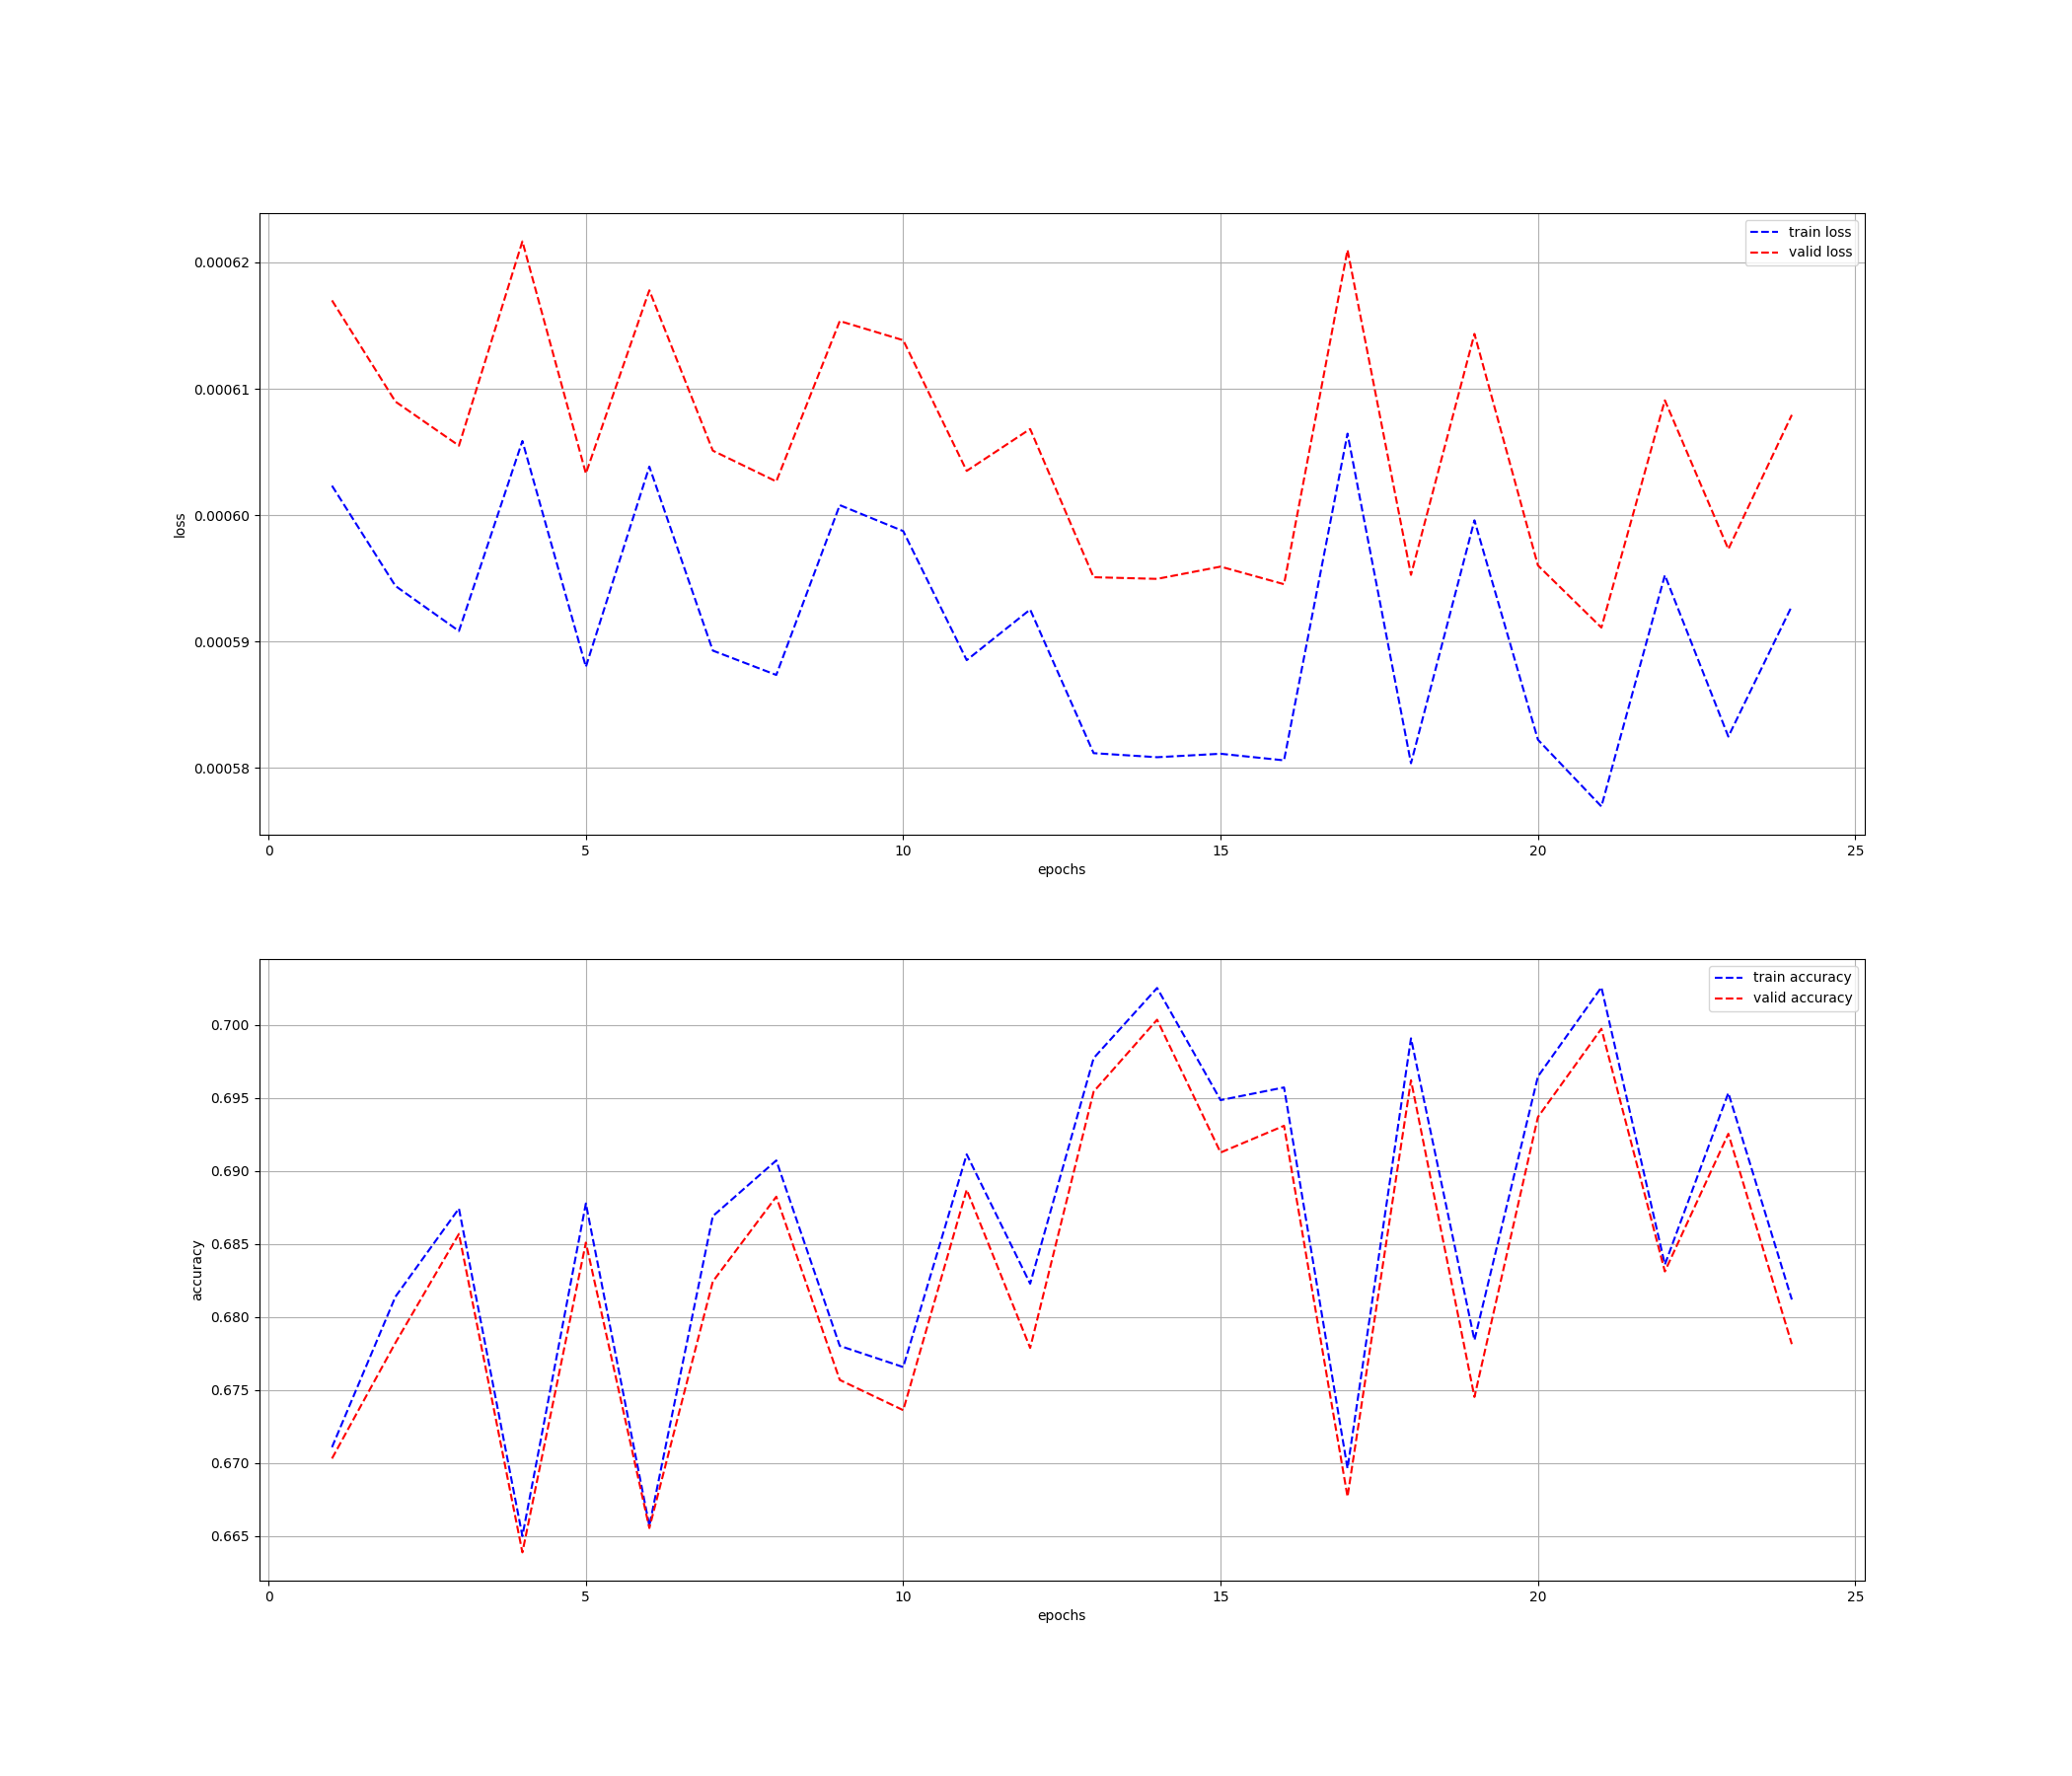 train loss
valid loss
0.00062
0.00061
0.00060
0.00059
0.00058
loss
0 5 10 15 20 25
epochs
train accuracy
valid accuracy
0.700
0.695
0.690
0.685
0.680
0.675
0.670
0.665
accuracy
0 5 10 15 20 25
epochs